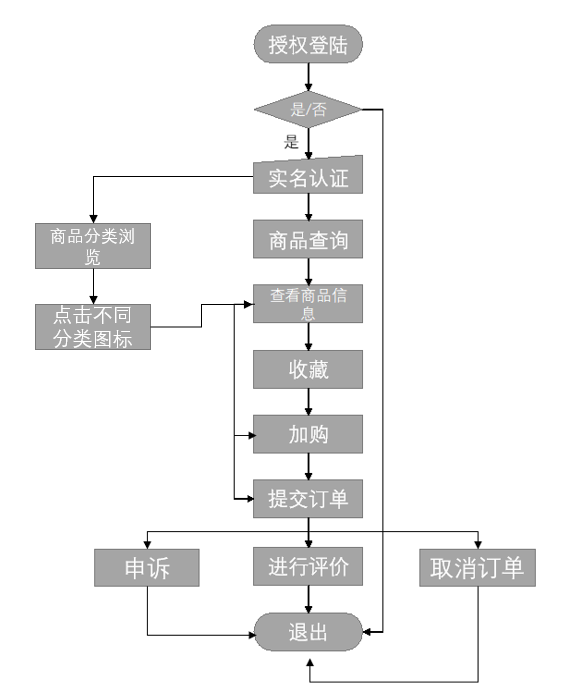 授权登陆
是/否
是
实名认证
商品分类浏
览
商品查询
点击不同
分类图标
查看商品信
息
收藏
加购
提交订单
申诉
进行评价
取消订单
退出